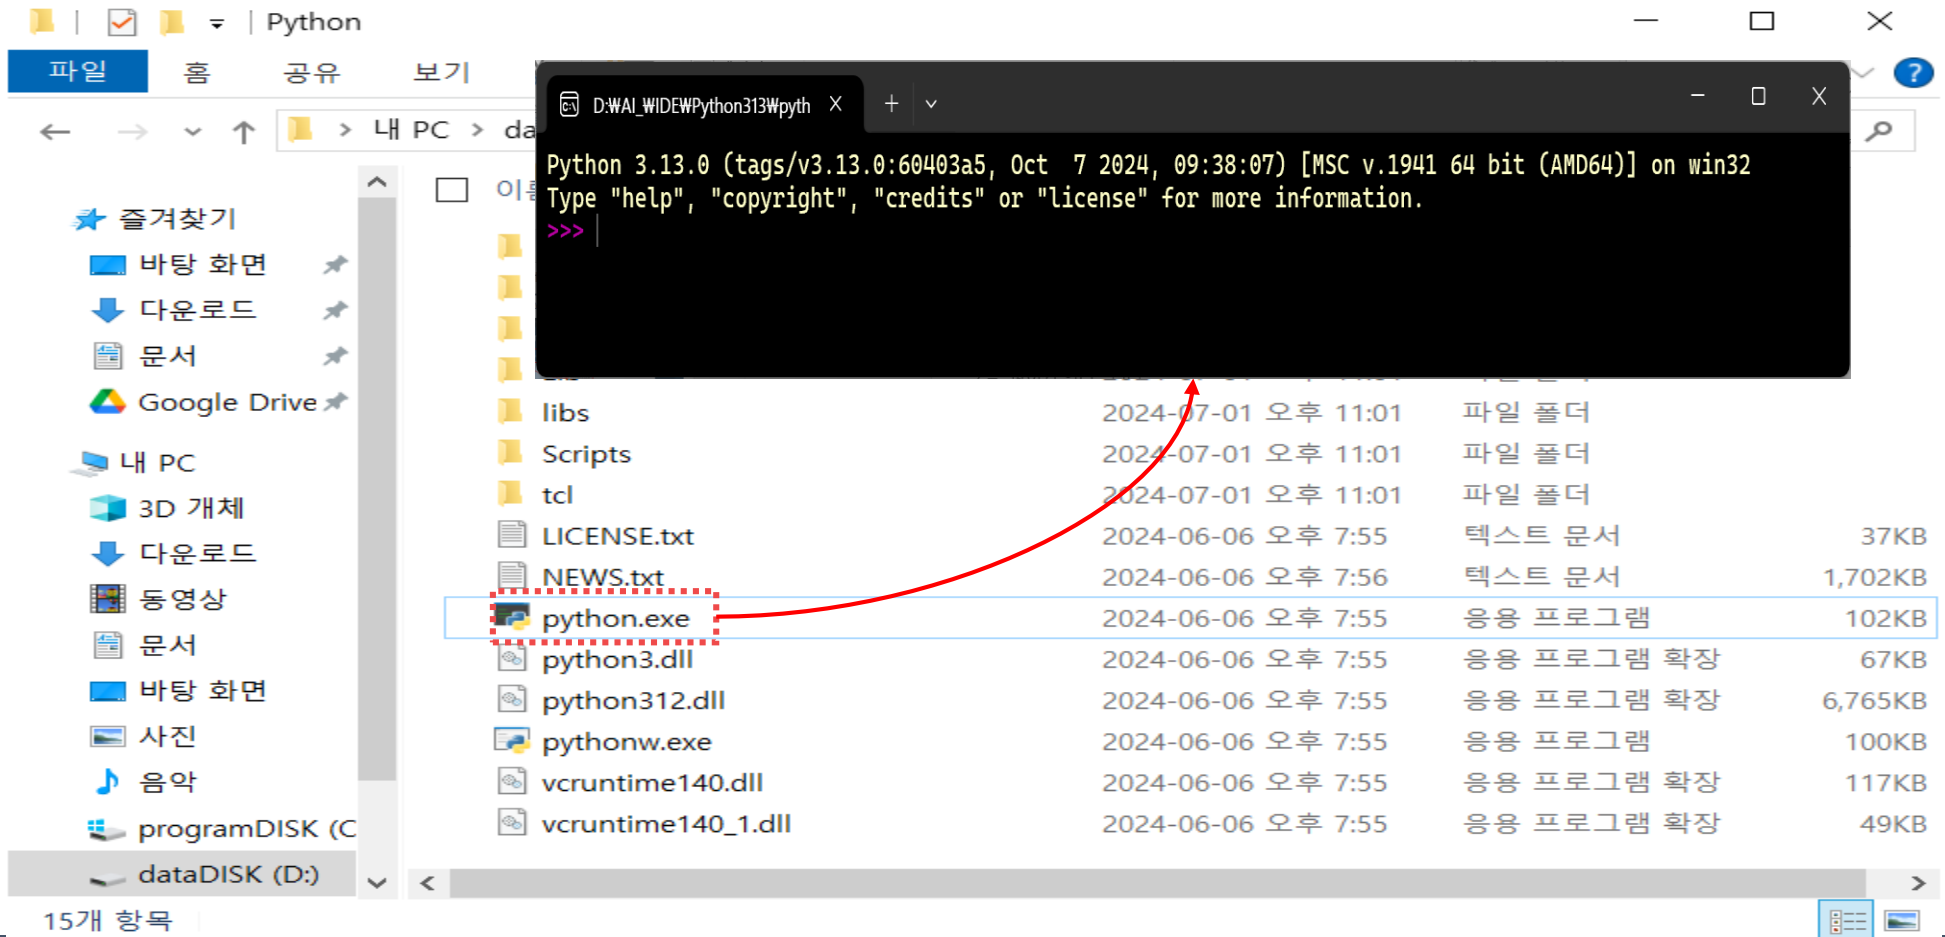 Python
파일 홈 공유 보기
내 PC
D:₩AI_₩IDE₩Python313₩pyth
Python 3.13.0 (tags/v3.13.0:60403a5, Oct  7 2024, 09:38:07) [MSC v.1941 64 bit (AMD64)] on win32
Type "help", "copyright", "credits" or "license" for more information.
>>>
즐겨찾기
바탕 화면
다운로드
문서
Google Drive
내 PC
3D 개체
다운로드
동영상
문서
바탕 화면
사진
음악
programDISK (C
dataDISK (D:)
libs 2024-07-01 오후 11:01 파일 폴더
Scripts 2024-07-01 오후 11:01 파일 폴더
tcl 2024-07-01 오후 11:01 파일 폴더
LICENSE.txt 2024-06-06 오후 7:55 텍스트 문서 37KB
NEWS.txt 2024-06-06 오후 7:56 텍스트 문서 1,702KB
python.exe 2024-06-06 오후 7:55 응용 프로그램 102KB
python3.dll 2024-06-06 오후 7:55 응용 프로그램 확장 67KB
python312.dll 2024-06-06 오후 7:55 응용 프로그램 확장 6,765KB
pythonw.exe 2024-06-06 오후 7:55 응용 프로그램 100KB
vcruntime140.dll 2024-06-06 오후 7:55 응용 프로그램 확장 117KB
vcruntime140_1.dll 2024-06-06 오후 7:55 응용 프로그램 확장 49KB
15개 항목